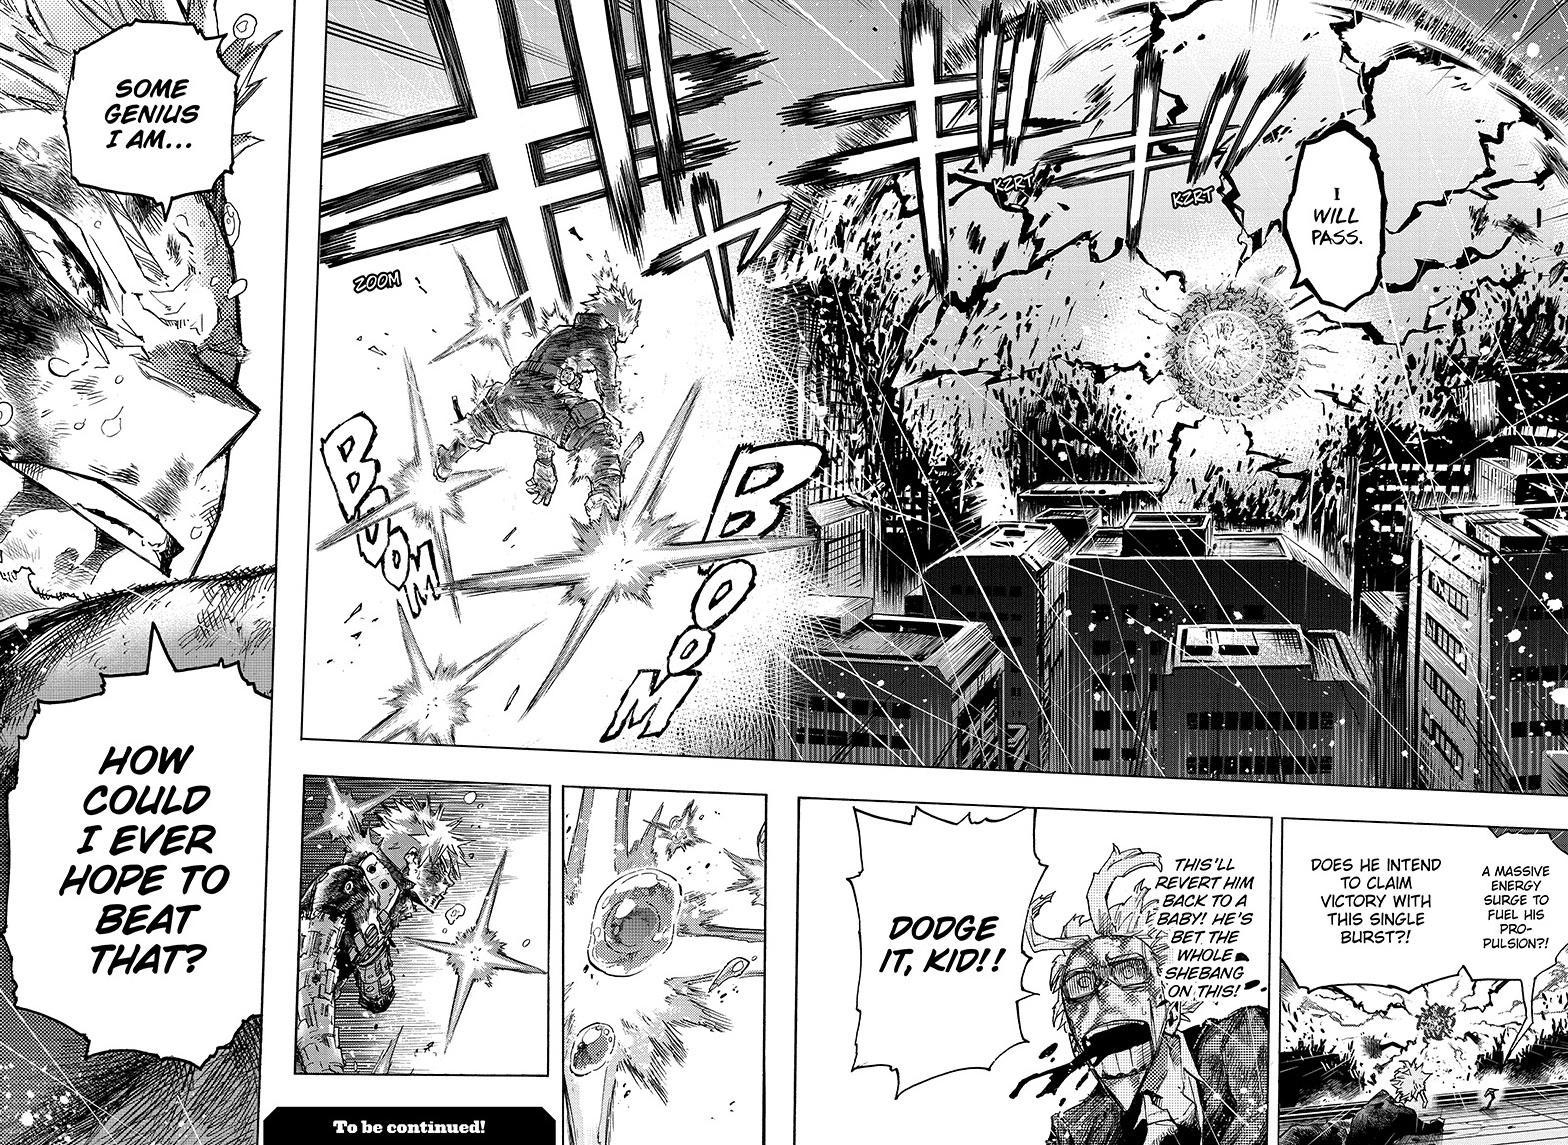 I
WILL
PASS.
KZRT
KZRT
ZOOM
BOOM
BOOOM
A MASSIVE
ENERGY
SURGE TO
FUEL HIS
PRO-
PULSION?!
DOES HE INTEND
TO CLAIM
VICTORY WITH
THIS SINGLE
BURST?!
THIS'LL
REVERT HIM
BACK TO A
BABY! HE'S
BET THE
WHOLE
SHEBANG
ON THIS!
DODGE
IT, KID!!
SOME
GENIUS
I AM...
HOW
COULD
I EVER
HOPE TO
BEAT
THAT?
To be continued!